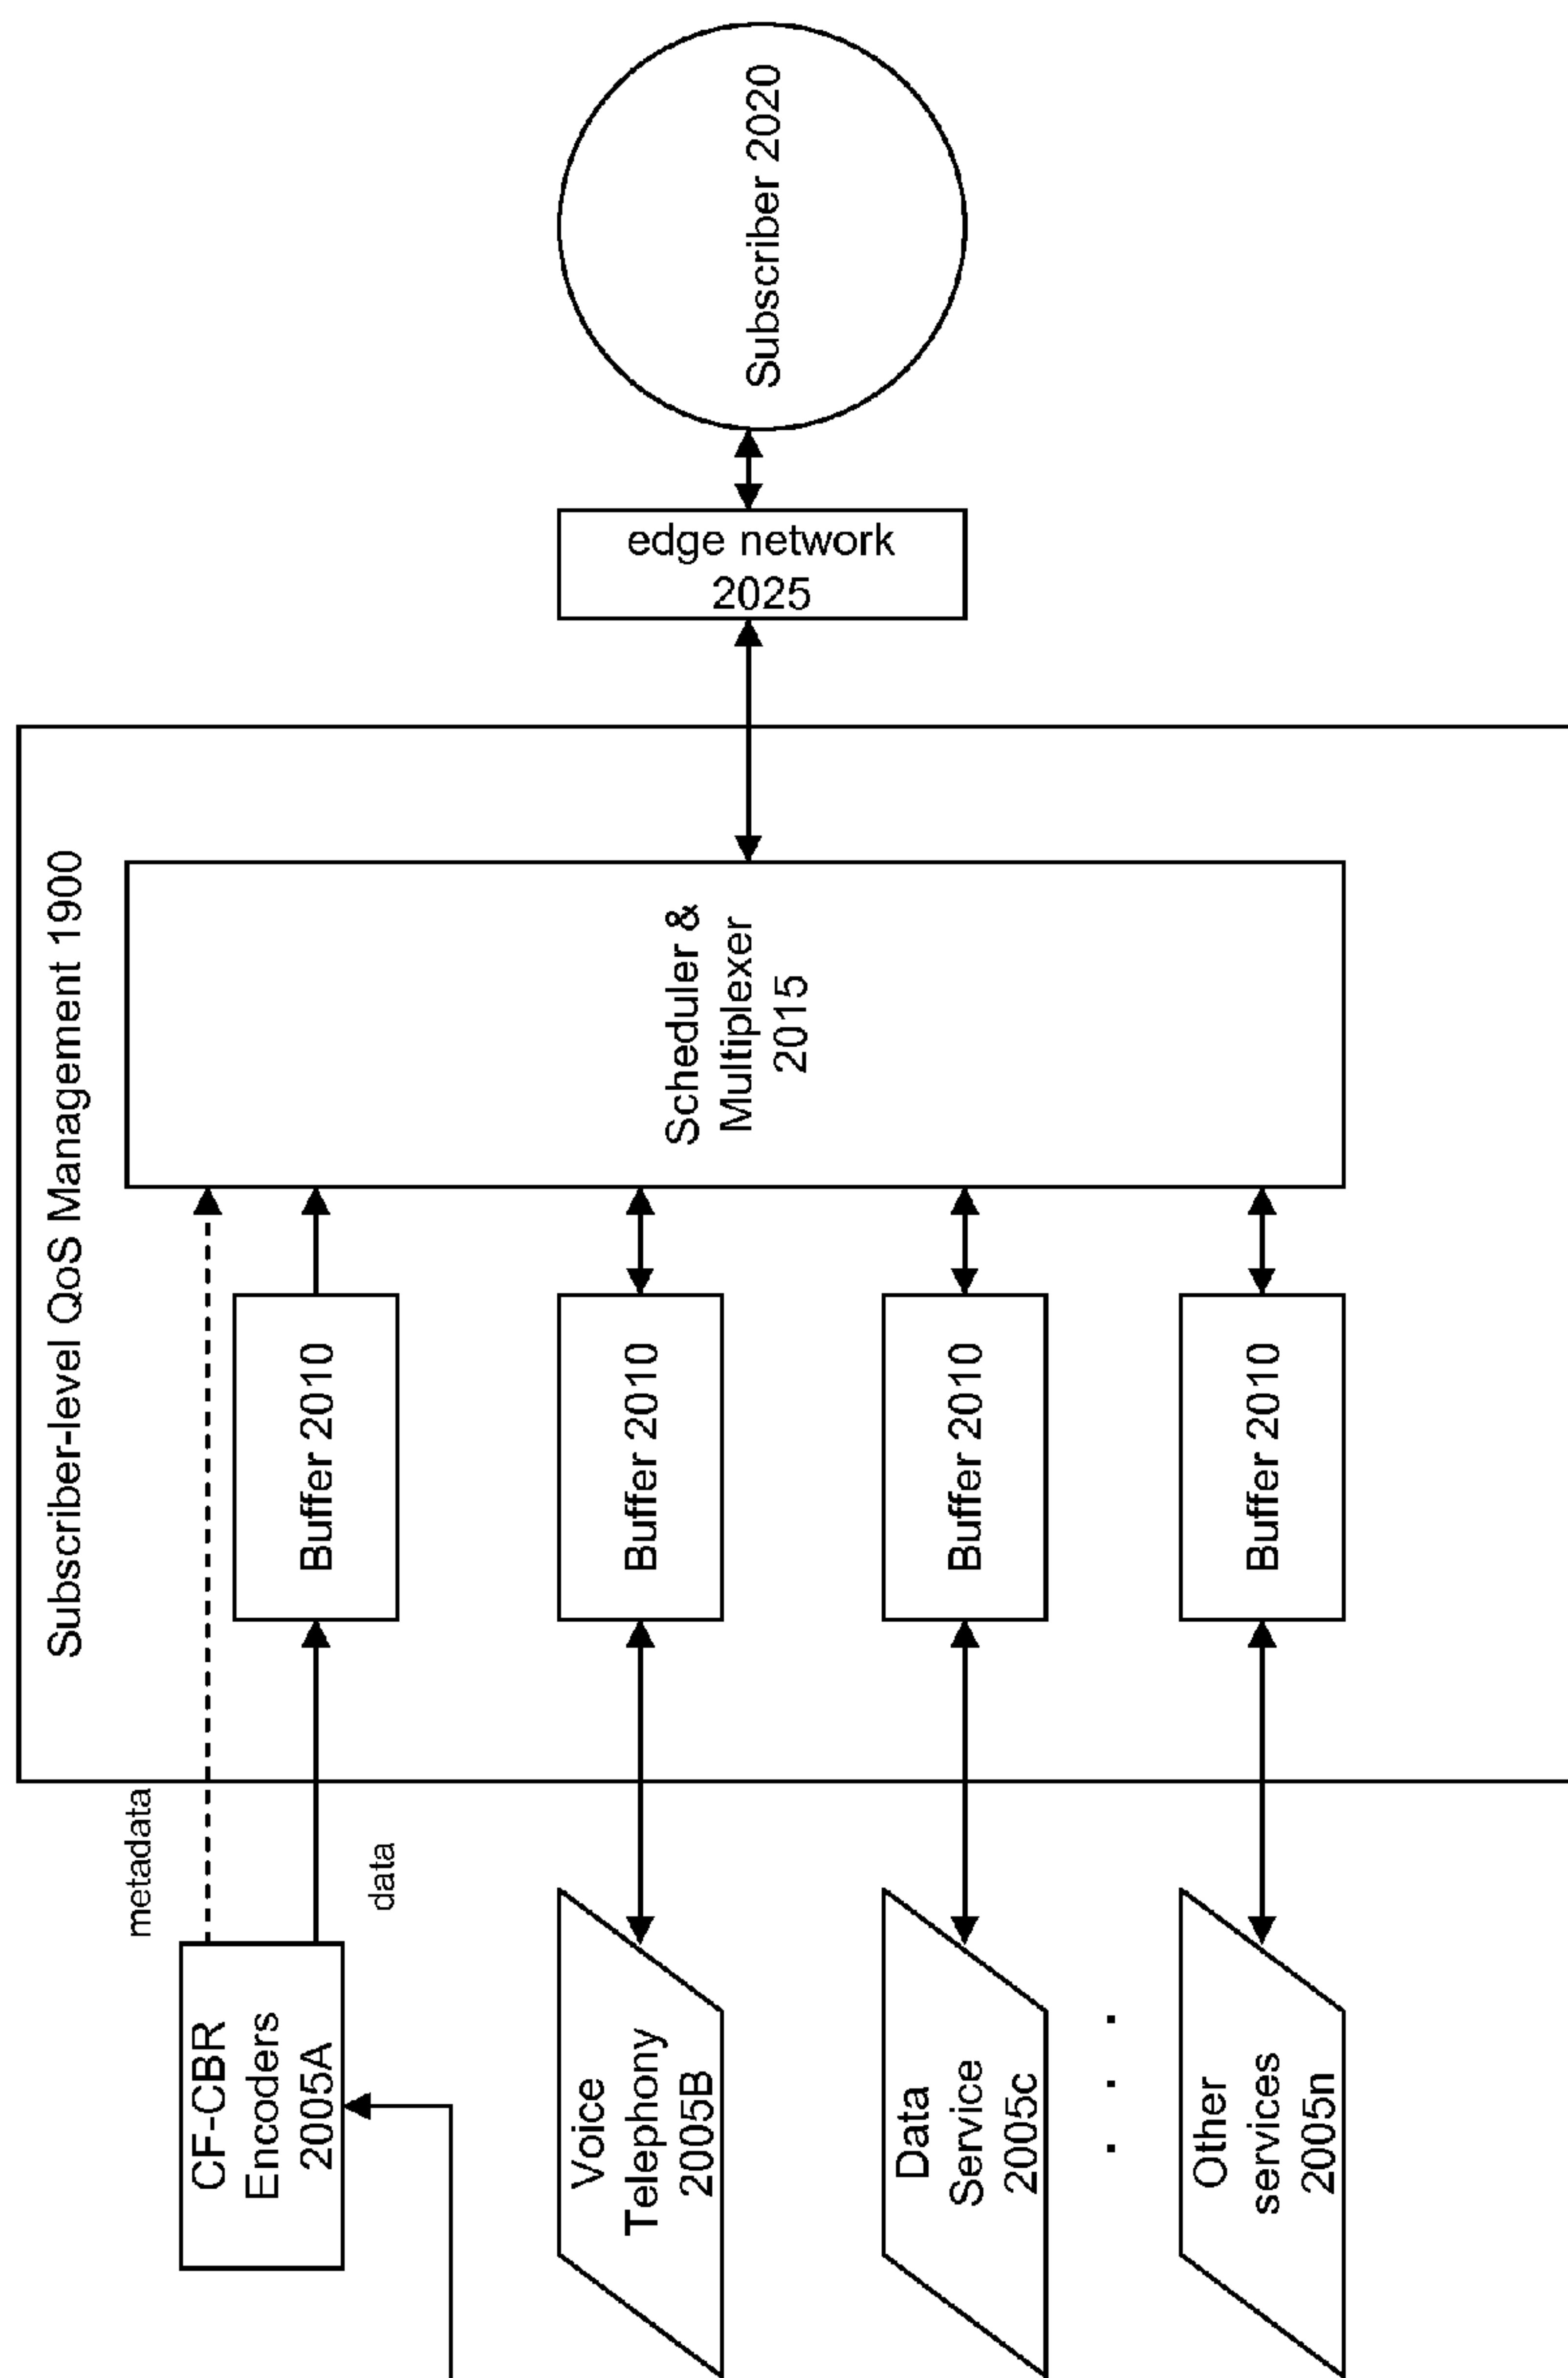 Subscriber-level QoS Management 1900
CF-CBR
Encoders
2005A
metadata
data
Buffer 2010
Voice
Telephony
2005B
Buffer 2010
Data
Service
2005c
Buffer 2010
. . .
Other
services
2005n
Buffer 2010
Scheduler &
Multiplexer
2015
edge network
2025
Subscriber 2020